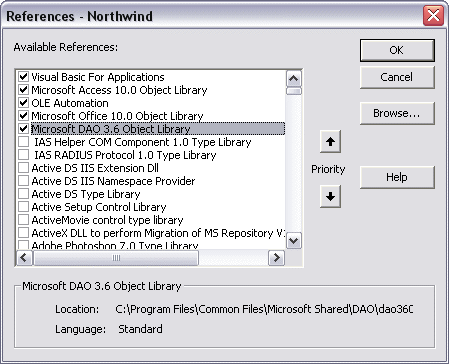 References - Northwind
Available References:
OK
Visual Basic For Applications
Microsoft Access 10.0 Object Library
OLE Automation
Microsoft Office 10.0 Object Library
Microsoft DAO 3.6 Object Library
IAS Helper COM Component 1.0 Type Library
IAS RADIUS Protocol 1.0 Type Library
Active DS IIS Extension Dll
Active DS IIS Namespace Provider
Active DS Type Library
Active Setup Control Library
ActiveMovie control type library
ActiveX DLL to perform Migration of MS Repository V
Adobe Photoshop 7.0 Type Library
Cancel
Browse...
Priority
Help
Microsoft DAO 3.6 Object Library
Location: C:\Program Files\Common Files\Microsoft Shared\DAO\dao360
Language: Standard